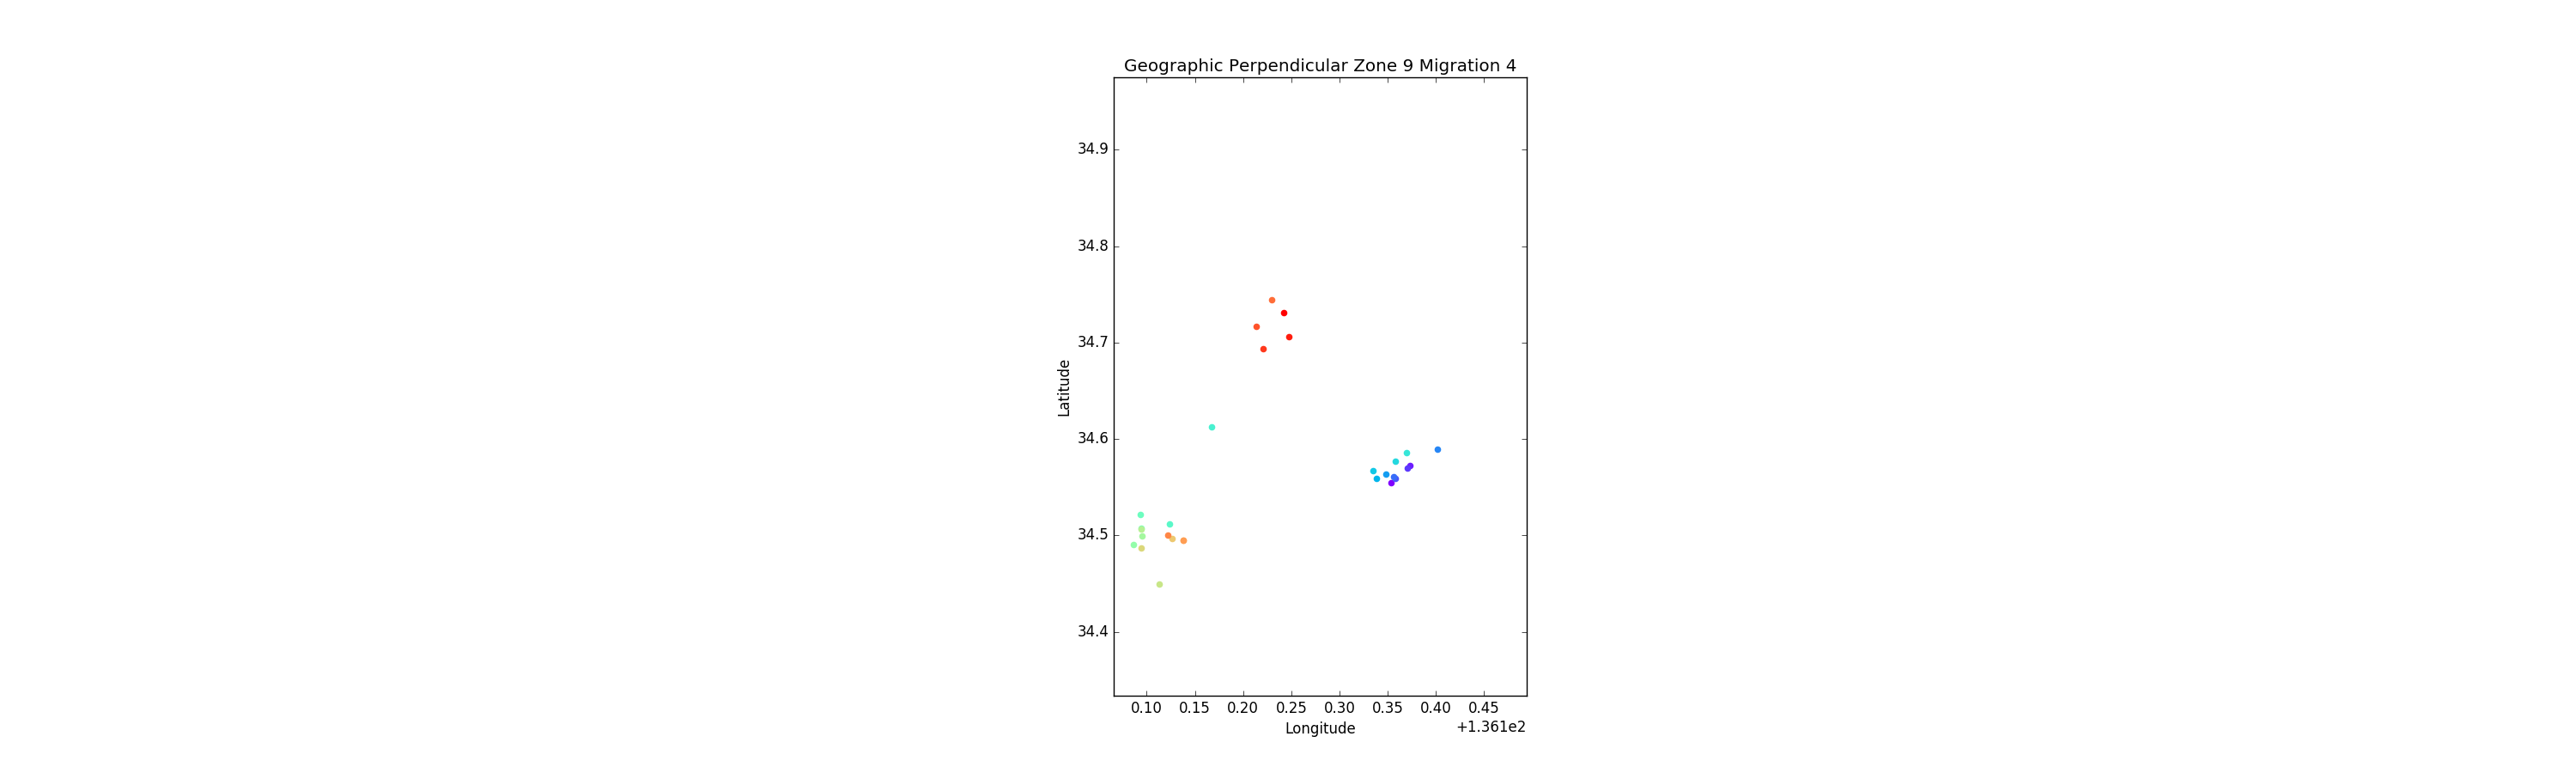 Geographic Perpendicular Zone 9 Migration 4
34.9
34.8
34.7
34.6
34.5
34.4
Latitude
0.10 0.15 0.20 0.25 0.30 0.35 0.40 0.45
Longitude
+1.361e2